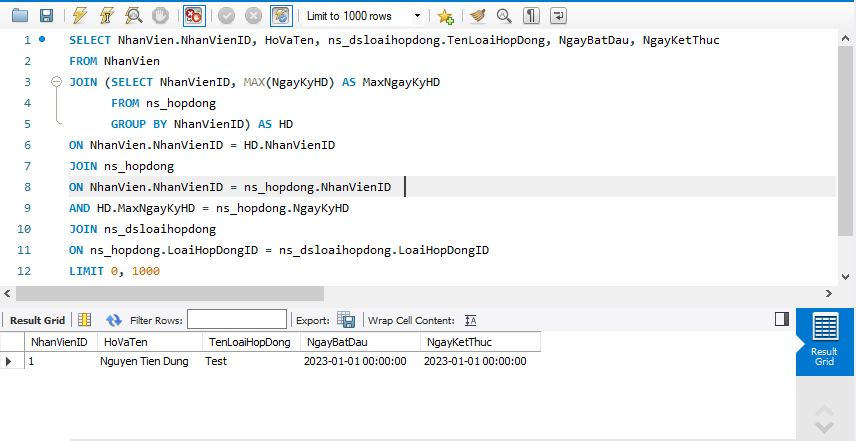 Limit to 1000 rows
1 SELECT NhanVien.NhanVienID, HoVaTen, ns_dsloaihopdong.TenLoaiHopDong, NgayBatDau, NgayKetThuc
2 FROM NhanVien
3 JOIN (SELECT NhanVienID, MAX(NgayKyHD) AS MaxNgayKyHD
4 FROM ns_hopdong
5 GROUP BY NhanVienID) AS HD
6 ON NhanVien.NhanVienID = HD.NhanVienID
7 JOIN ns_hopdong
8 ON NhanVien.NhanVienID = ns_hopdong.NhanVienID
9 AND HD.MaxNgayKyHD = ns_hopdong.NgayKyHD
10 JOIN ns_dsloaihopdong
11 ON ns_hopdong.LoaiHopDongID = ns_dsloaihopdong.LoaiHopDongID
12 LIMIT 0, 1000
Result Grid Filter Rows: Export: Wrap Cell Content: IA
NhanVienID HoVaTen TenLoaiHopDong NgayBatDau NgayKetThuc
1 Nguyen Tien Dung Test 2023-01-01 00:00:00 2023-01-01 00:00:00
Result
Grid